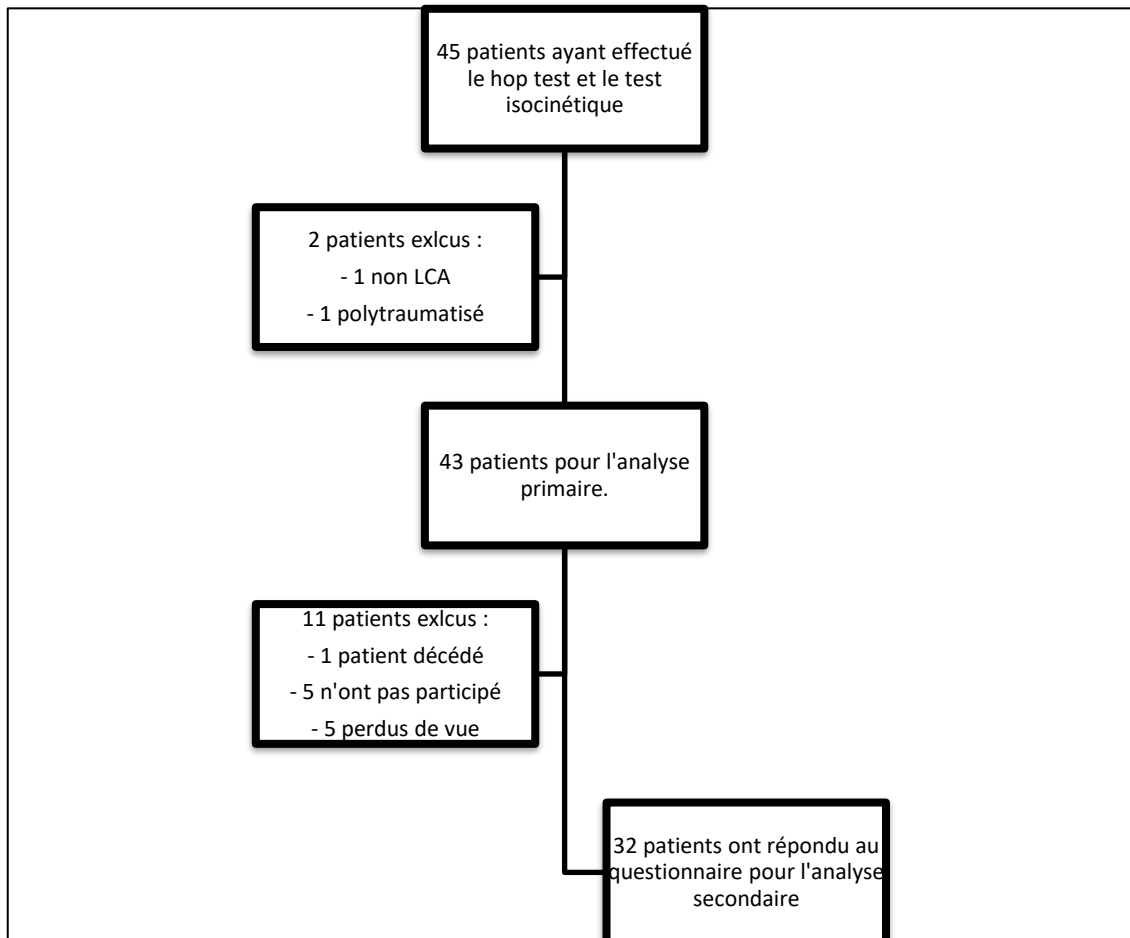 45 patients ayant effectué
le hop test et le test
isocinétique
2 patients exlcus :
- 1 non LCA
- 1 polytraumatisé
43 patients pour l'analyse
primaire.
11 patients exlcus :
- 1 patient décédé
- 5 n'ont pas participé
- 5 perdus de vue
32 patients ont répondu au
questionnaire pour l'analyse
secondaire